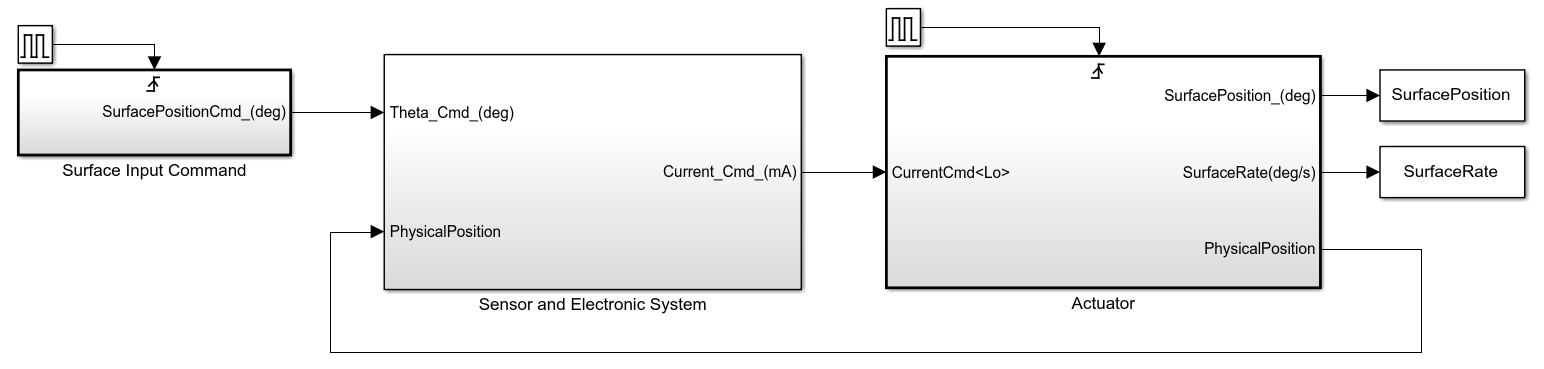 SurfacePositionCmd_(deg)
Surface Input Command
Theta_Cmd_(deg)
Current_Cmd_(mA)
PhysicalPosition
Sensor and Electronic System
CurrentCmd<Lo>
SurfacePosition_(deg)
SurfaceRate(deg/s)
PhysicalPosition
Actuator
SurfacePosition
SurfaceRate